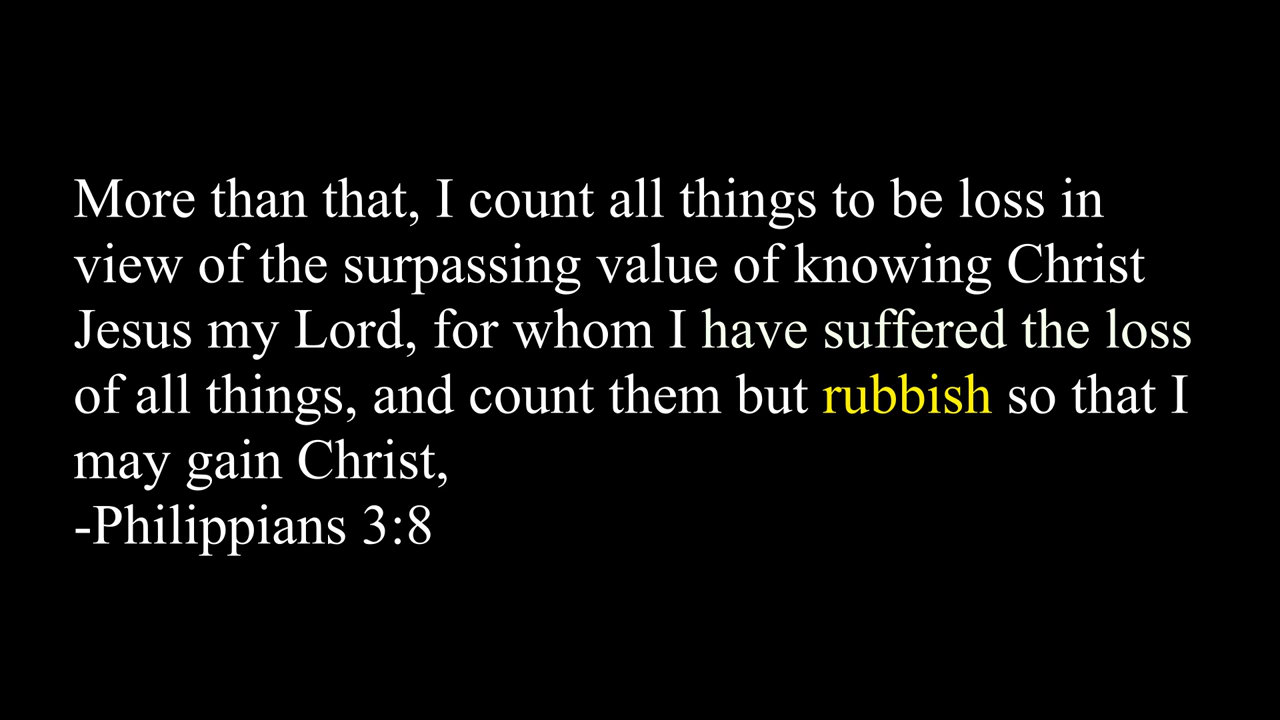 More than that, I count all things to be loss in
view of the surpassing value of knowing Christ
Jesus my Lord, for whom I have suffered the loss
of all things, and count them but rubbish so that I
may gain Christ,
-Philippians 3:8